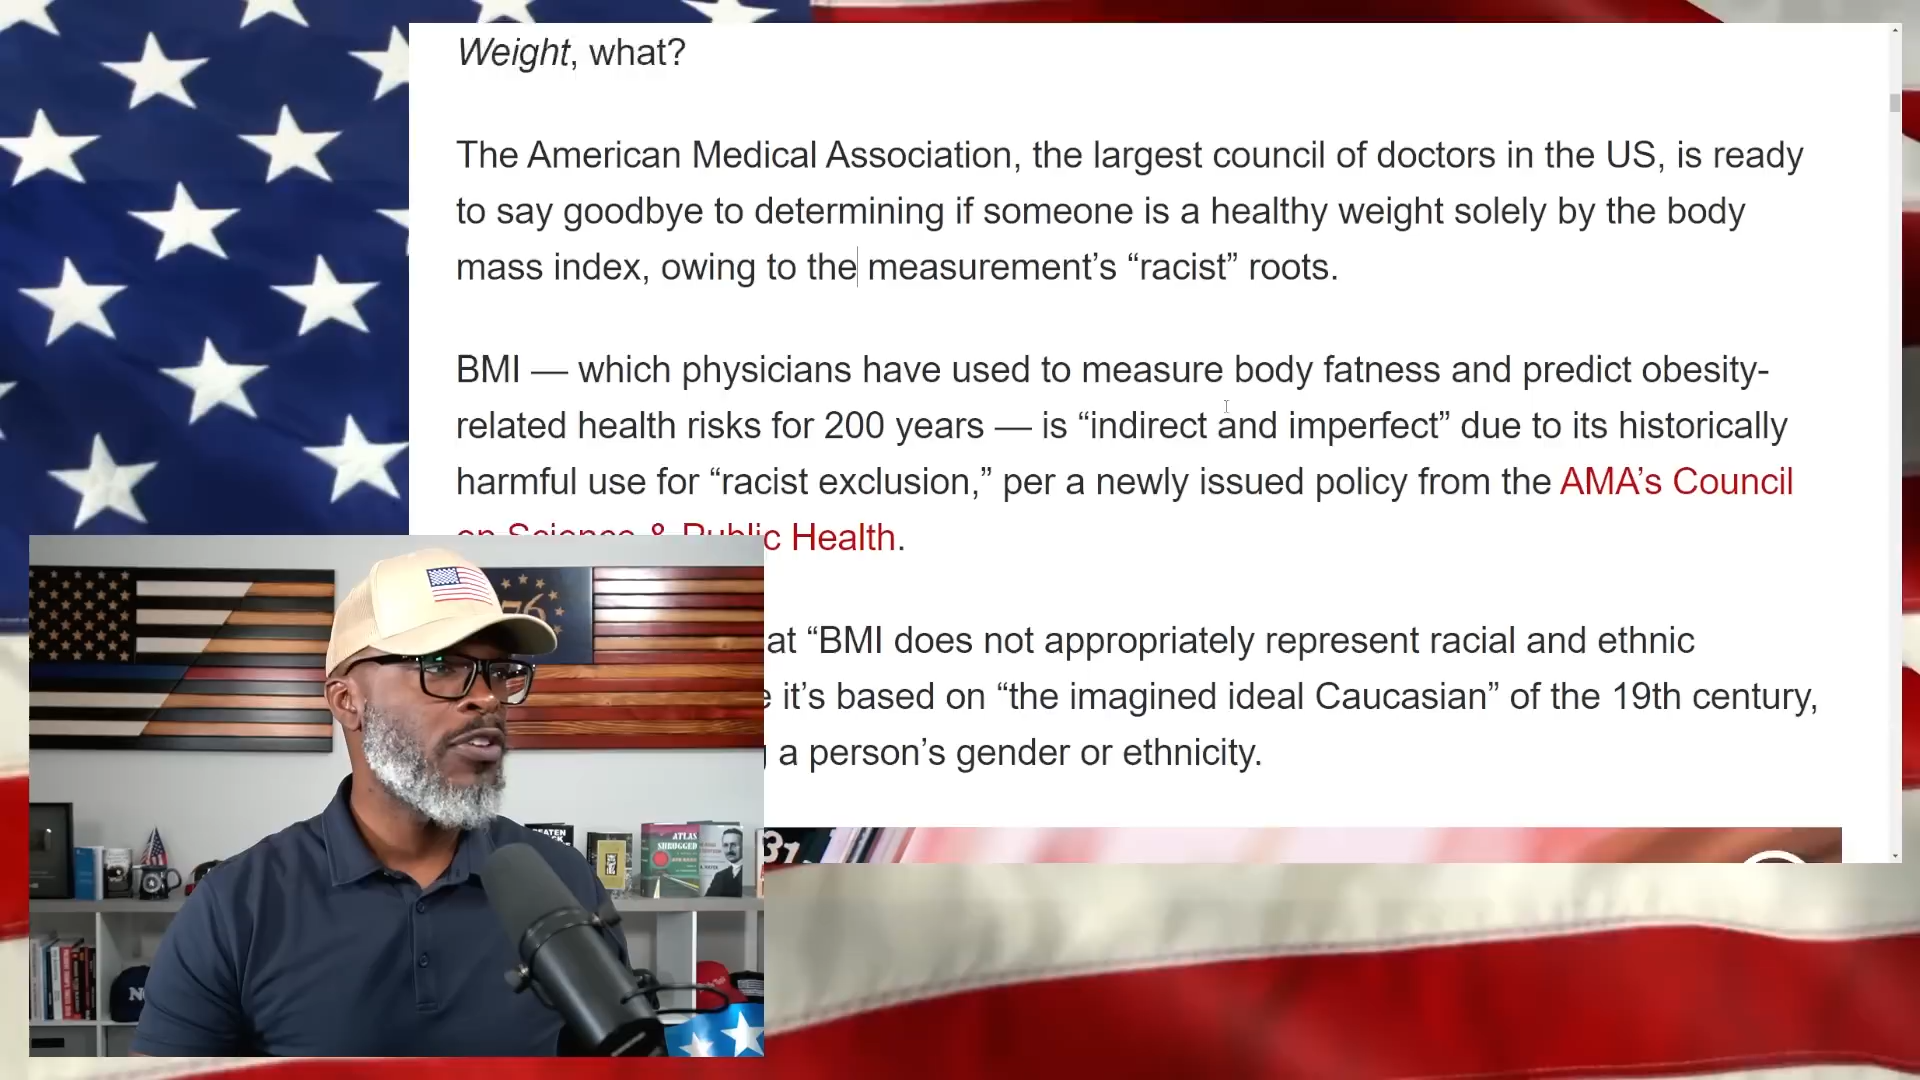 Weight, what?
The American Medical Association, the largest council of doctors in the US, is ready
to say goodbye to determining if someone is a healthy weight solely by the body
mass index, owing to the measurement’s “racist” roots.
BMI — which physicians have used to measure body fatness and predict obesity-
related health risks for 200 years — is “indirect and imperfect” due to its historically
harmful use for “racist exclusion,” per a newly issued policy from the AMA’s Council
on Science & Public Health.
at “BMI does not appropriately represent racial and ethnic
it’s based on “the imagined ideal Caucasian” of the 19th century,
a person’s gender or ethnicity.
76
ATLAS
SHRUGGED
31